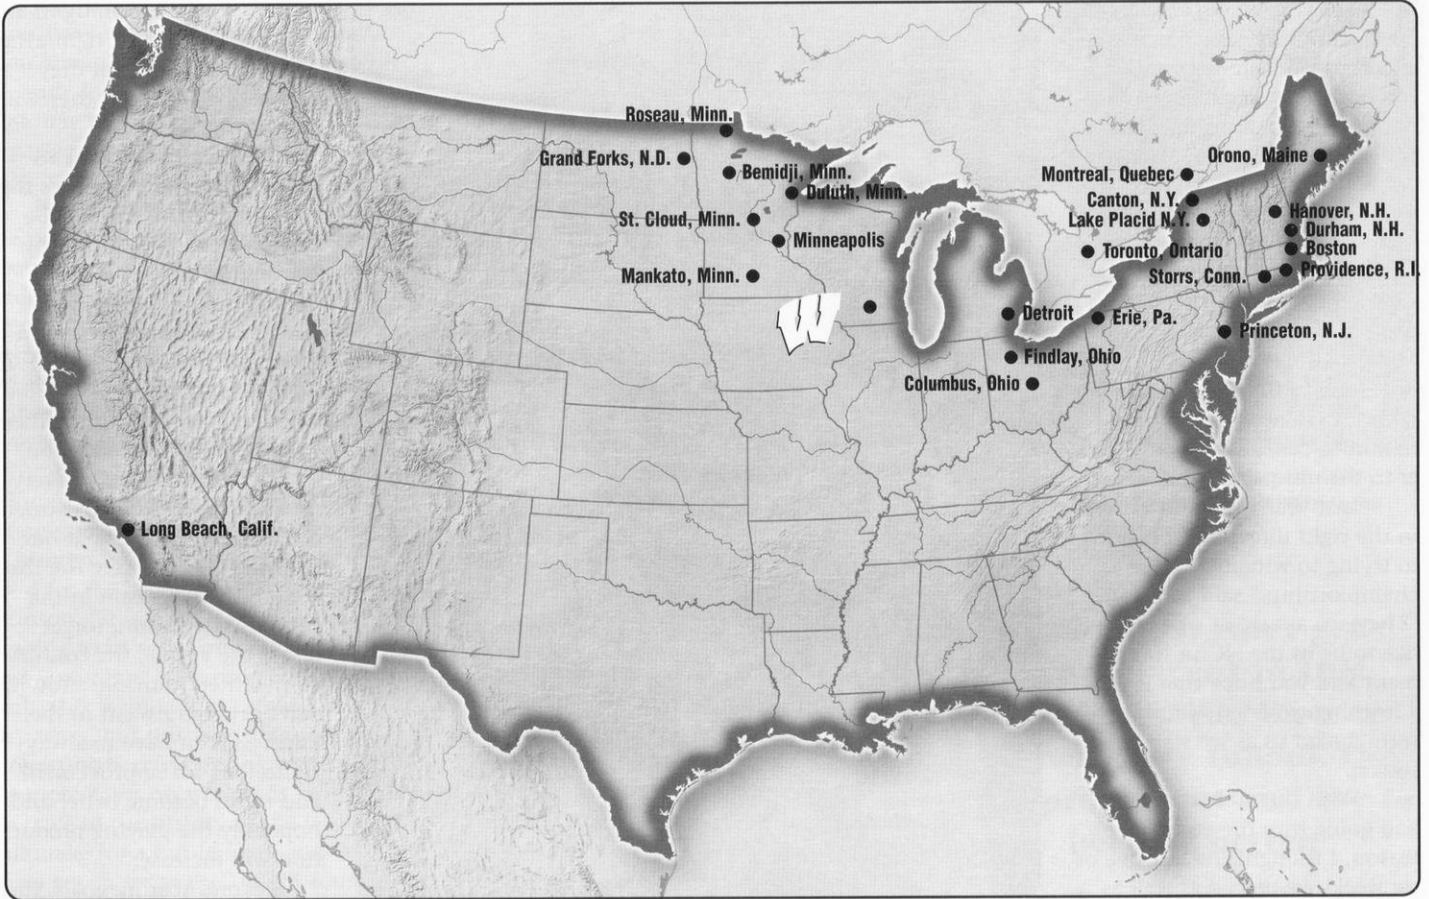 Roseau, Minn.
Grand Forks, N.D.
Bemidji, Minn.
Duluth, Minn.
St. Cloud, Minn.
Minneapolis
Mankato, Minn.
W
Orono, Maine
Montreal, Quebec
Canton, N.Y.
Lake Placid N.Y.
Hanover, N.H.
Durham, N.H.
Toronto, Ontario
Boston
Storrs, Conn.
Providence, R.I.
Detroit
Erie, Pa.
Princeton, N.J.
Findlay, Ohio
Columbus, Ohio
Long Beach, Calif.